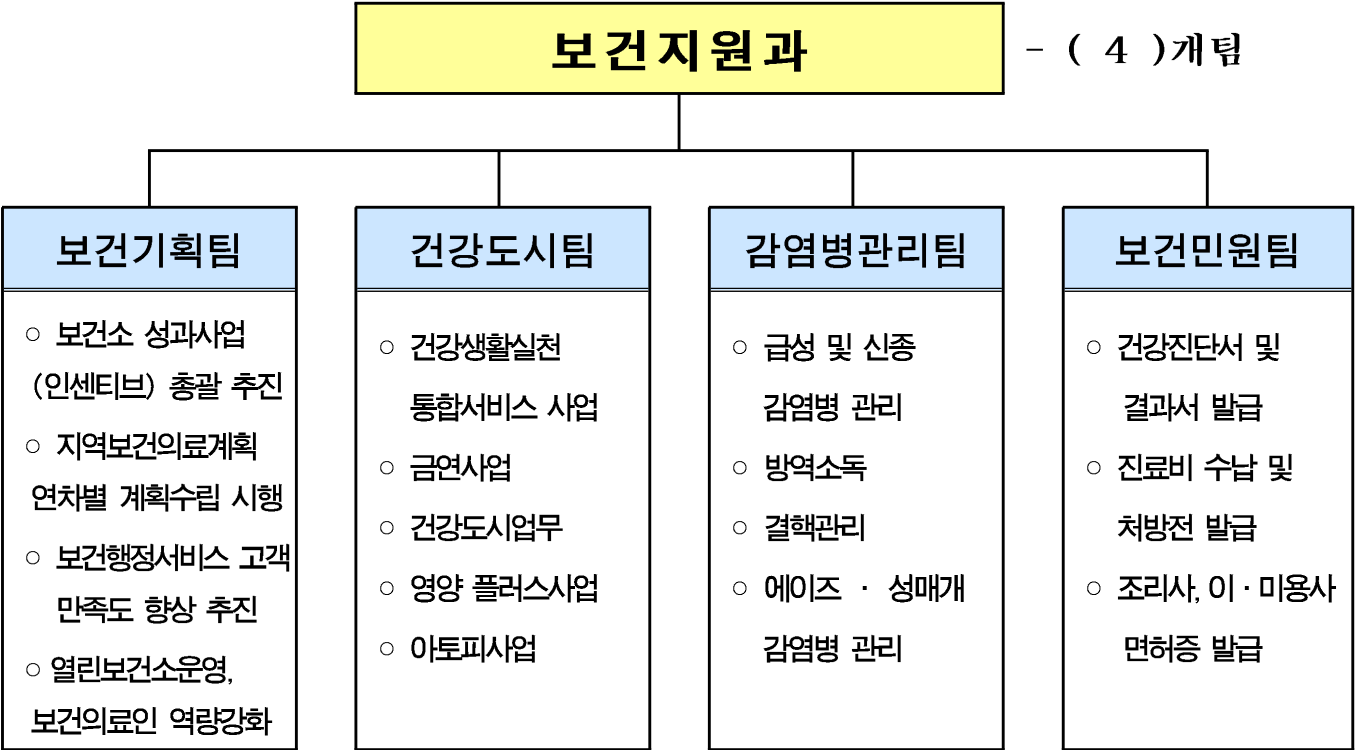 보건지원과
- ( 4 )개팀
보건기획팀
○ 보건소 성과사업
(인센티브) 총괄 추진
○ 지역보건의료계획
연차별 계획수립 시행
○ 보건행정서비스 고객
만족도 향상 추진
○ 열린보건소운영,
보건의료인 역량강화
건강도시팀
○ 건강생활실천
통합서비스 사업
○ 금연사업
○ 건강도시업무
○ 영양 플러스사업
○ 아토피사업
감염병관리팀
○ 급성 및 신종
감염병 관리
○ 방역소독
○ 결핵관리
○ 에이즈 · 성매개
감염병 관리
보건민원팀
○ 건강진단서 및
결과서 발급
○ 진료비 수납 및
처방전 발급
○ 조리사, 이 · 미용사
면허증 발급